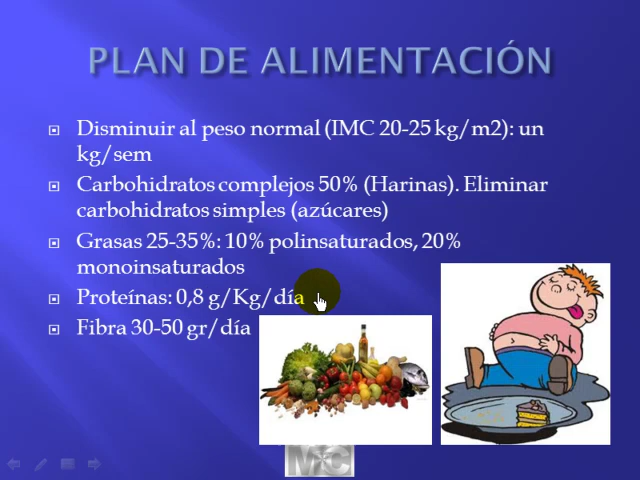 PLAN DE ALIMENTACIÓN
Disminuir al peso normal (IMC 20-25 kg/m2): un
kg/sem
Carbohidratos complejos 50% (Harinas). Eliminar
carbohidratos simples (azúcares)
Grasas 25-35%: 10% polinsaturados, 20%
monoinsaturados
Proteínas: 0,8 g/Kg/día
Fibra 30-50 gr/día